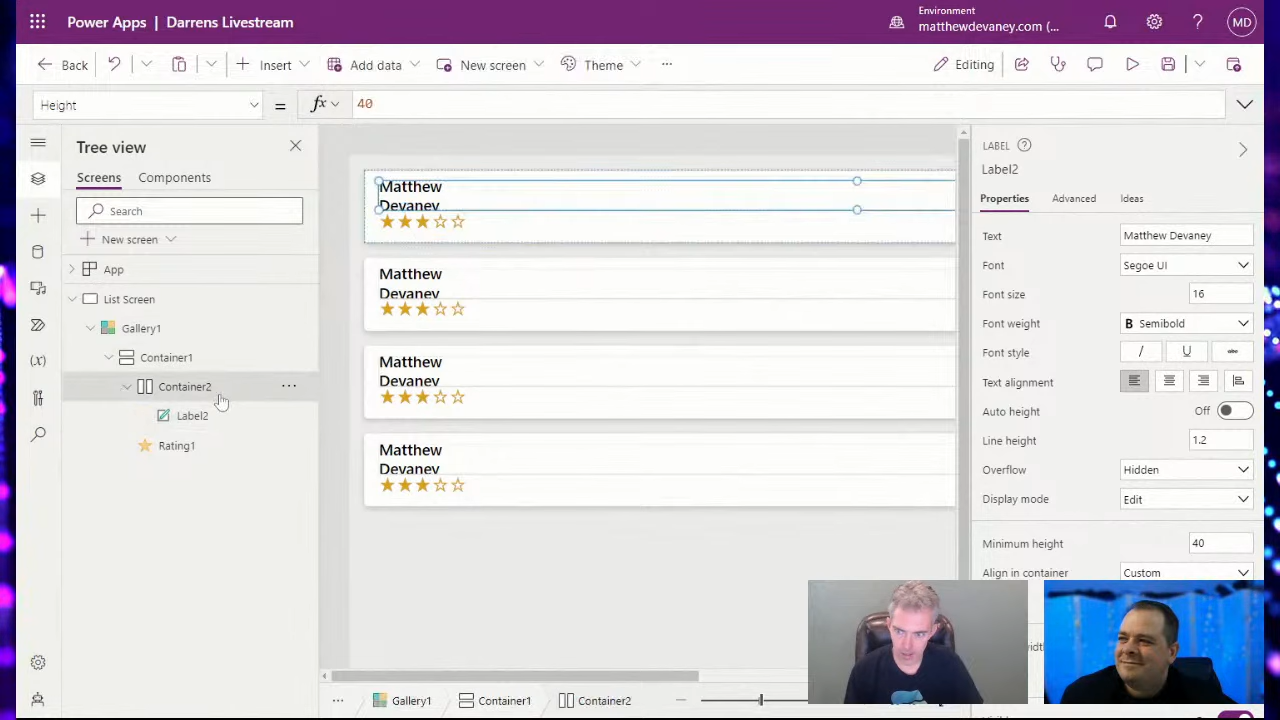 Power Apps | Darrens Livestream
Environment
matthewdevaney.com (...
MD
Back
Insert
Add data
New screen
Theme
...
Editing
Height
=
fx
40
Tree view
Screens
Components
Search
New screen
App
List Screen
Gallery1
Container1
Container2
...
Label2
Rating1
Matthew
Devaney
Matthew
Devaney
Matthew
Devaney
Matthew
Devaney
LABEL
Label2
Properties
Advanced
Ideas
Text
Matthew Devaney
Font
Segoe UI
Font size
16
Font weight
B Semibold
Font style
/ U abc
Text alignment
Auto height
Off
Line height
1.2
Overflow
Hidden
Display mode
Edit
Minimum height
40
Align in container
Custom
... Gallery1 Container1 Container2